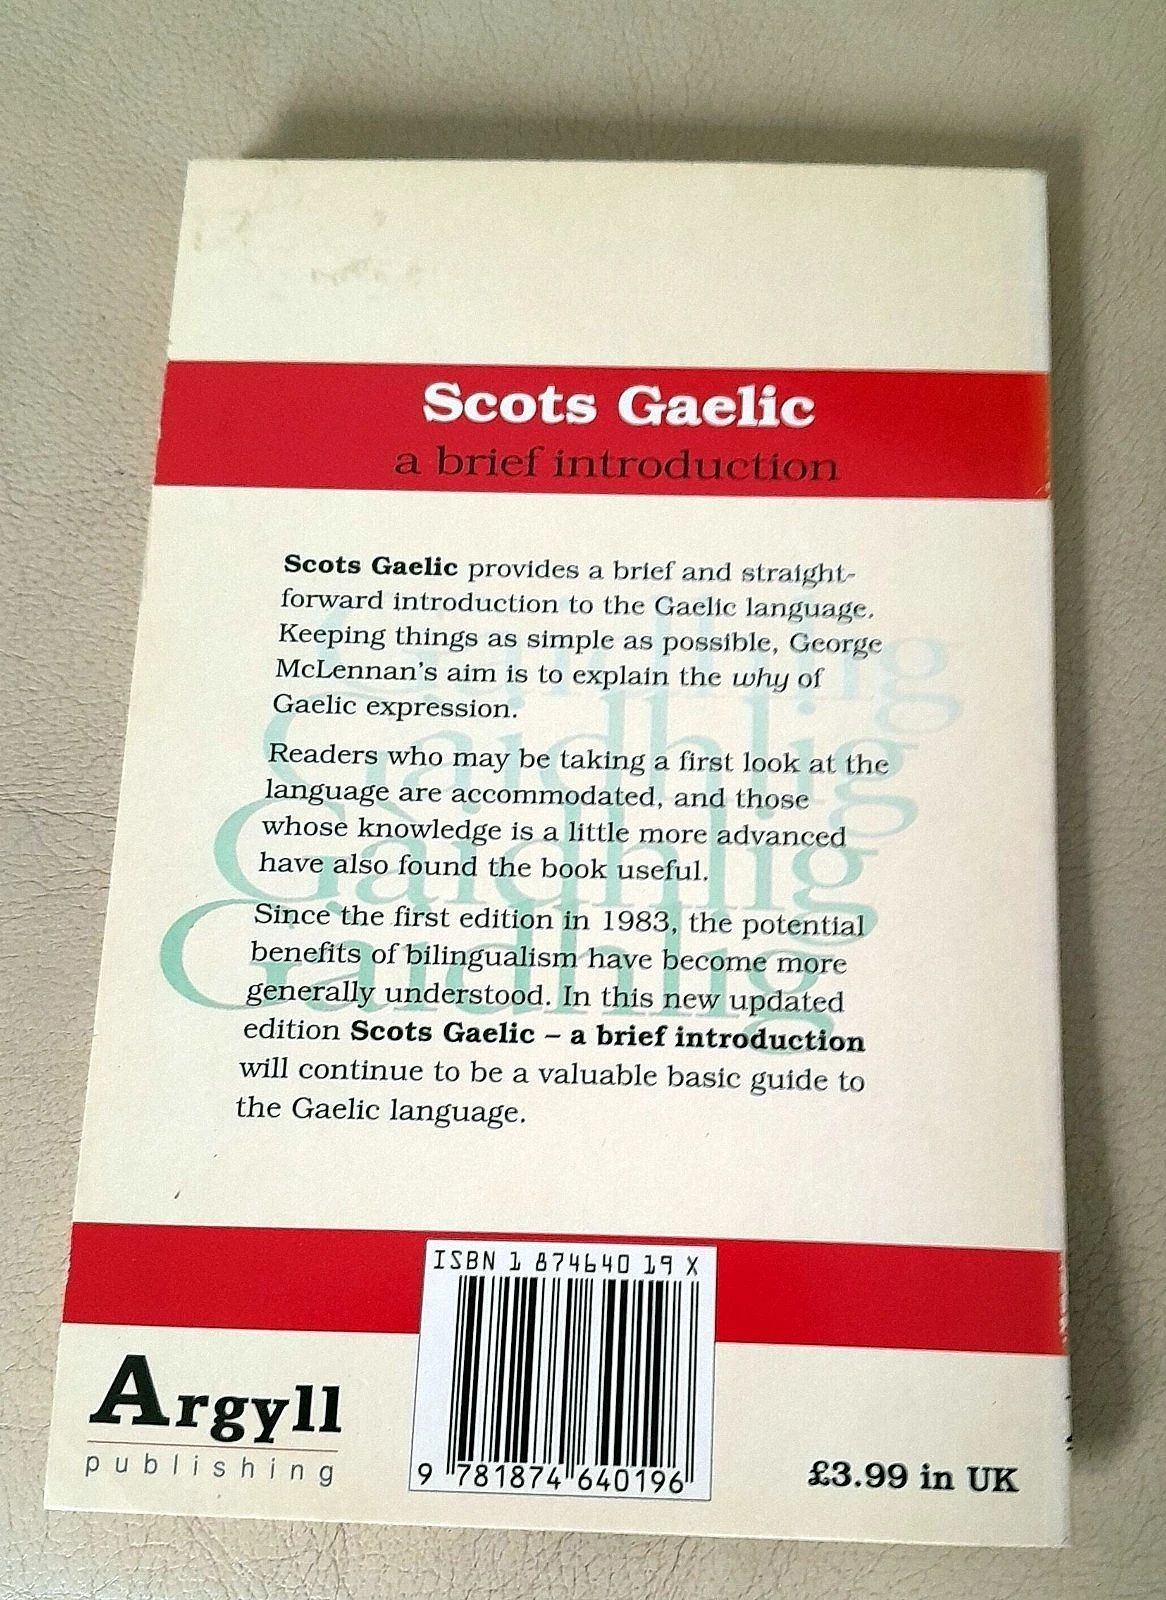 Scots Gaelic
a brief introduction
Scots Gaelic provides a brief and straight-
forward introduction to the Gaelic language.
Keeping things as simple as possible, George
McLennan's aim is to explain the why of
Gaelic expression.
Readers who may be taking a first look at the
language are accommodated, and those
whose knowledge is a little more advanced
have also found the book useful.
Since the first edition in 1983, the potential
benefits of bilingualism have become more
generally understood. In this new updated
edition Scots Gaelic – a brief introduction
will continue to be a valuable basic guide to
the Gaelic language.
Gaidhlig
Gaidhlig
Gaidhlig
Gaidhlig
ISBN 1 874640 19 X
9 781874 640196
Argyll
publishing
£3.99 in UK